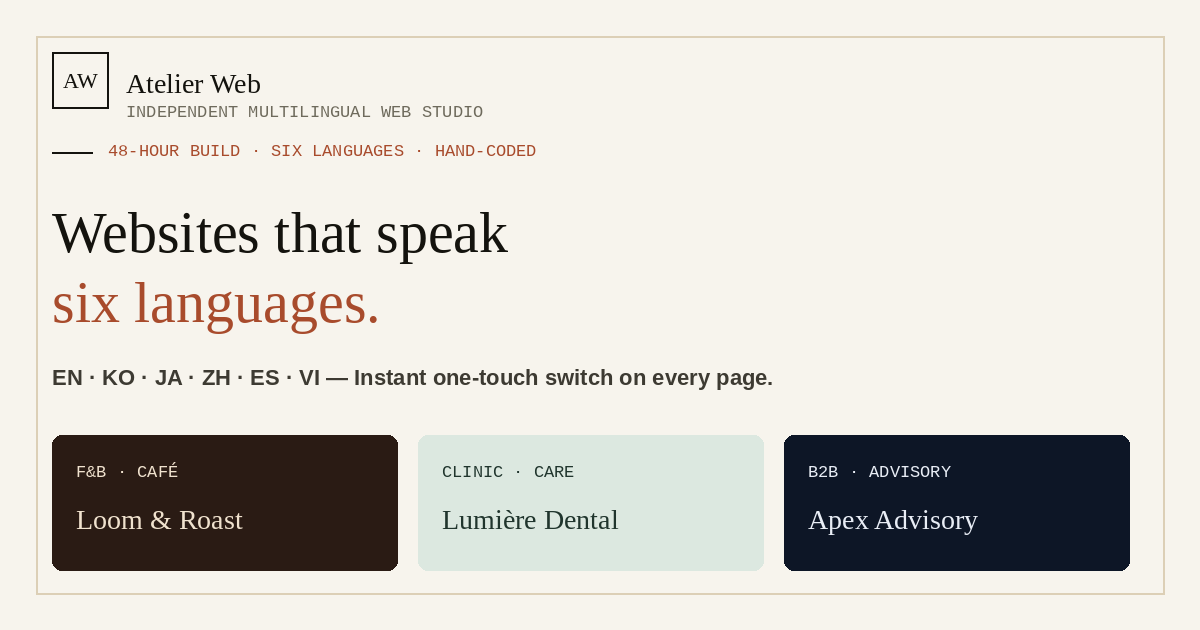 AW
Atelier Web
INDEPENDENT MULTILINGUAL WEB STUDIO
48-HOUR BUILD · SIX LANGUAGES · HAND-CODED
Websites that speak
six languages.
EN · KO · JA · ZH · ES · VI — Instant one-touch switch on every page.
F&B · CAFÉ
Loom & Roast
CLINIC · CARE
Lumière Dental
B2B · ADVISORY
Apex Advisory